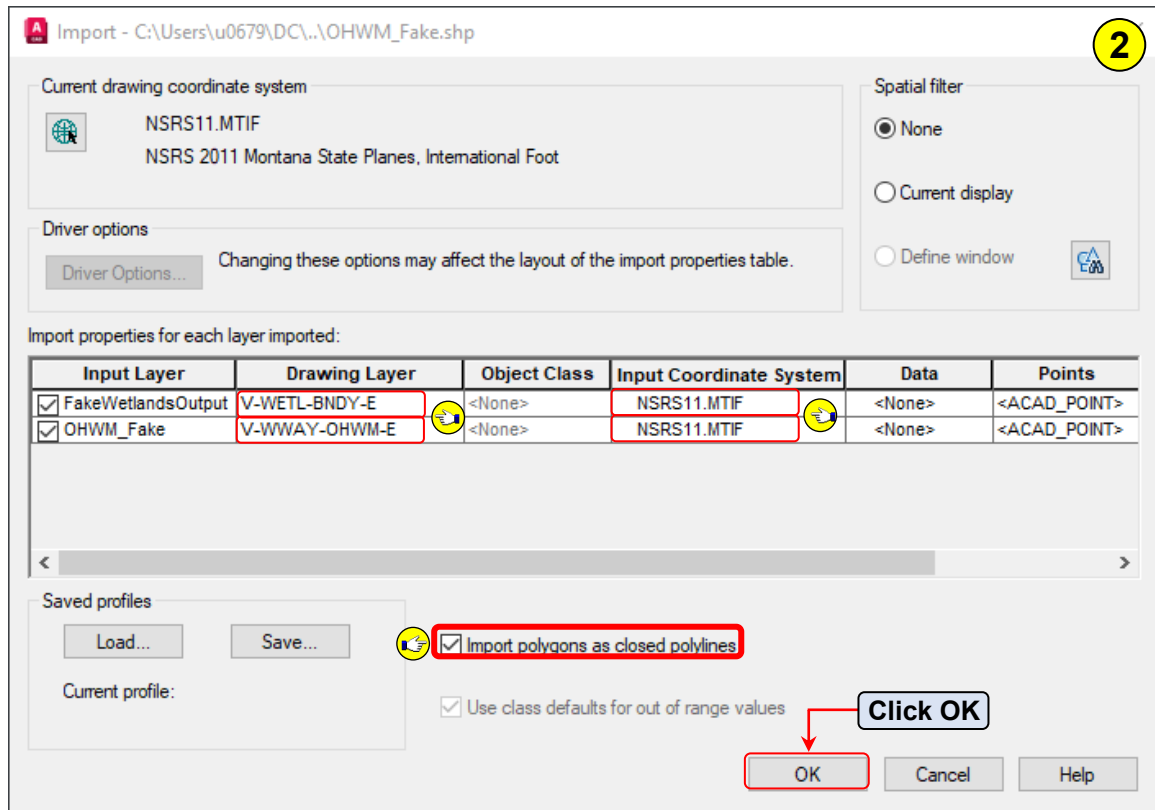 Import - C:\Users\u0679\DC\..\OHWM_Fake.shp
2
Current drawing coordinate system
NSRS11.MTIF
NSRS 2011 Montana State Planes, International Foot
Spatial filter
None
Current display
Define window
Driver options
Driver Options...
Changing these options may affect the layout of the import properties table.
Import properties for each layer imported:
Input Layer Drawing Layer Object Class Input Coordinate System Data Points
FakeWetlandsOutput V-WETL-BNDY-E <None> NSRS11.MTIF <None> <ACAD_POINT>
OHWM_Fake V-WWAY-OHWM-E <None> NSRS11.MTIF <None> <ACAD_POINT>
Saved profiles
Load... Save...
Current profile:
Import polygons as closed polylines
Use class defaults for out of range values
Click OK
OK Cancel Help